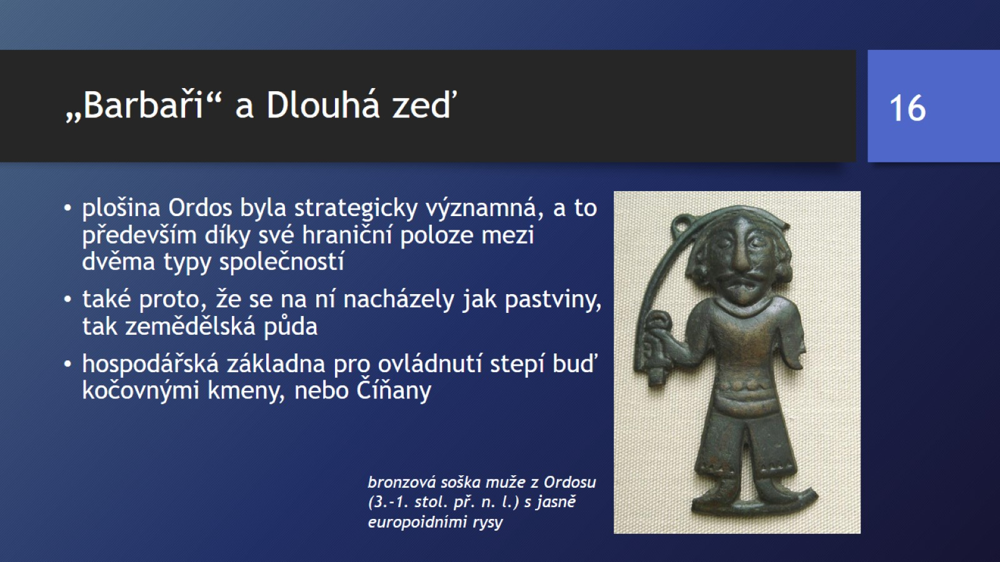 „Barbaři“ a Dlouhá zeď
16
• plošina Ordos byla strategicky významná, a to
především díky své hraniční poloze mezi
dvěma typy společností
• také proto, že se na ní nacházely jak pastviny,
tak zemědělská půda
• hospodářská základna pro ovládnutí stepí buď
kočovnými kmeny, nebo Číňany
bronzová soška muže z Ordosu
(3.-1. stol. př. n. l.) s jasně
europoidními rysy